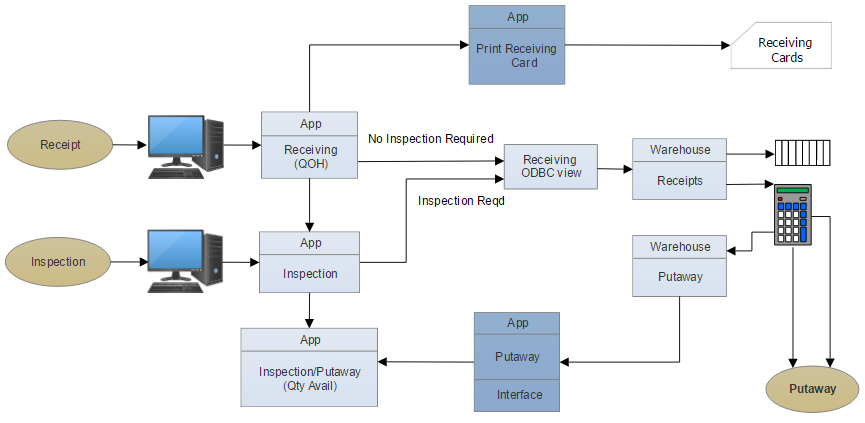 App
Print Receiving
Card
Receiving
Cards
Receipt
App
Receiving
(QOH)
No Inspection Required
Receiving
ODBC view
Warehouse
Receipts
Inspection Reqd
Inspection
App
Inspection
Warehouse
Putaway
App
Inspection/Putaway
(Qty Avail)
App
Putaway
Interface
Putaway